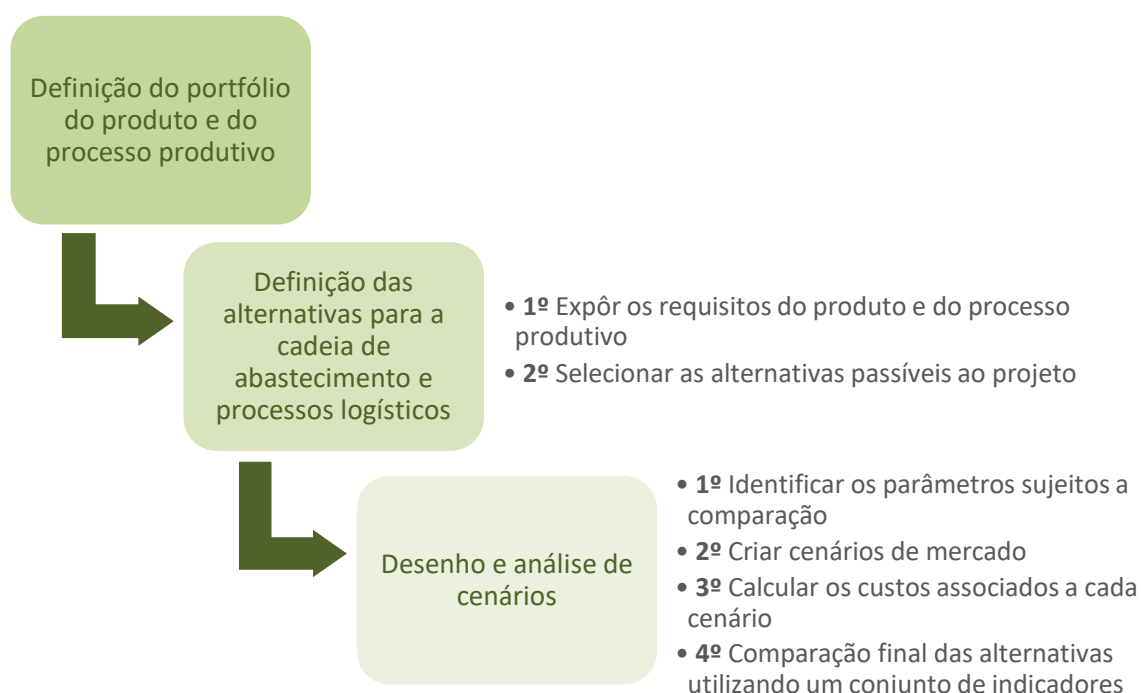 Definição do portfólio
do produto e do
processo produtivo
Definição das
alternativas para a
cadeia de
abastecimento e
processos logísticos
• 1º Expôr os requisitos do produto e do processo
produtivo
• 2º Selecionar as alternativas passíveis ao projeto
Desenho e análise de
cenários
• 1º Identificar os parâmetros sujeitos a
comparação
• 2º Criar cenários de mercado
• 3º Calcular os custos associados a cada
cenário
• 4º Comparação final das alternativas
utilizando um conjunto de indicadores